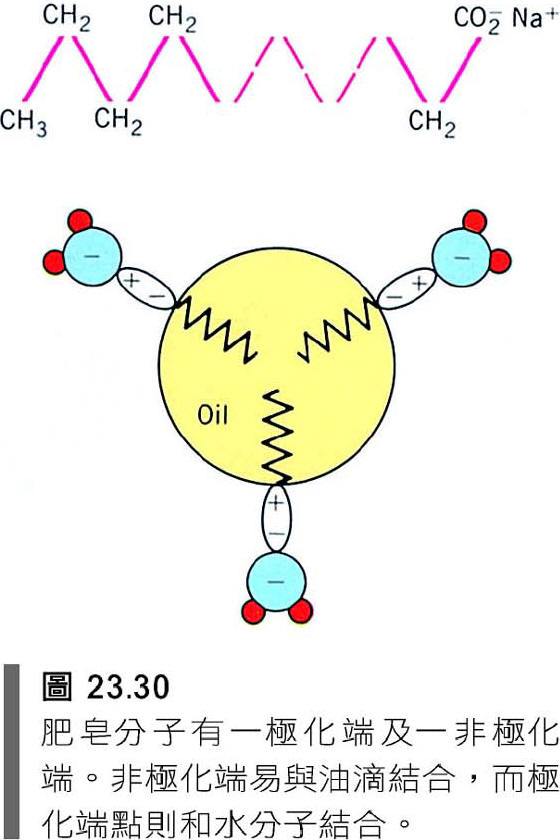 CH₂ CH₂ CO₂⁻ Na⁺
CH₃ CH₂ CH₂
−
−
+
−
+
−
Oil
+
−
−
圖 23.30
肥皂分子有一極化端及一非極化
端。非極化端易與油滴結合，而極
化端點則和水分子結合。